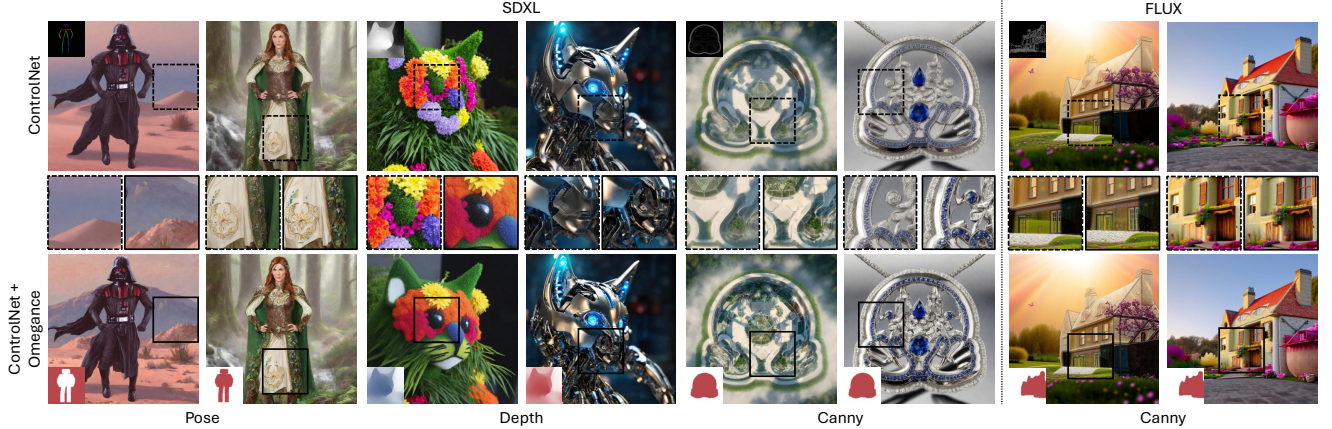 SDXL
FLUX
ControlNet
ControlNet +
Omegance
Pose
Depth
Canny
Canny